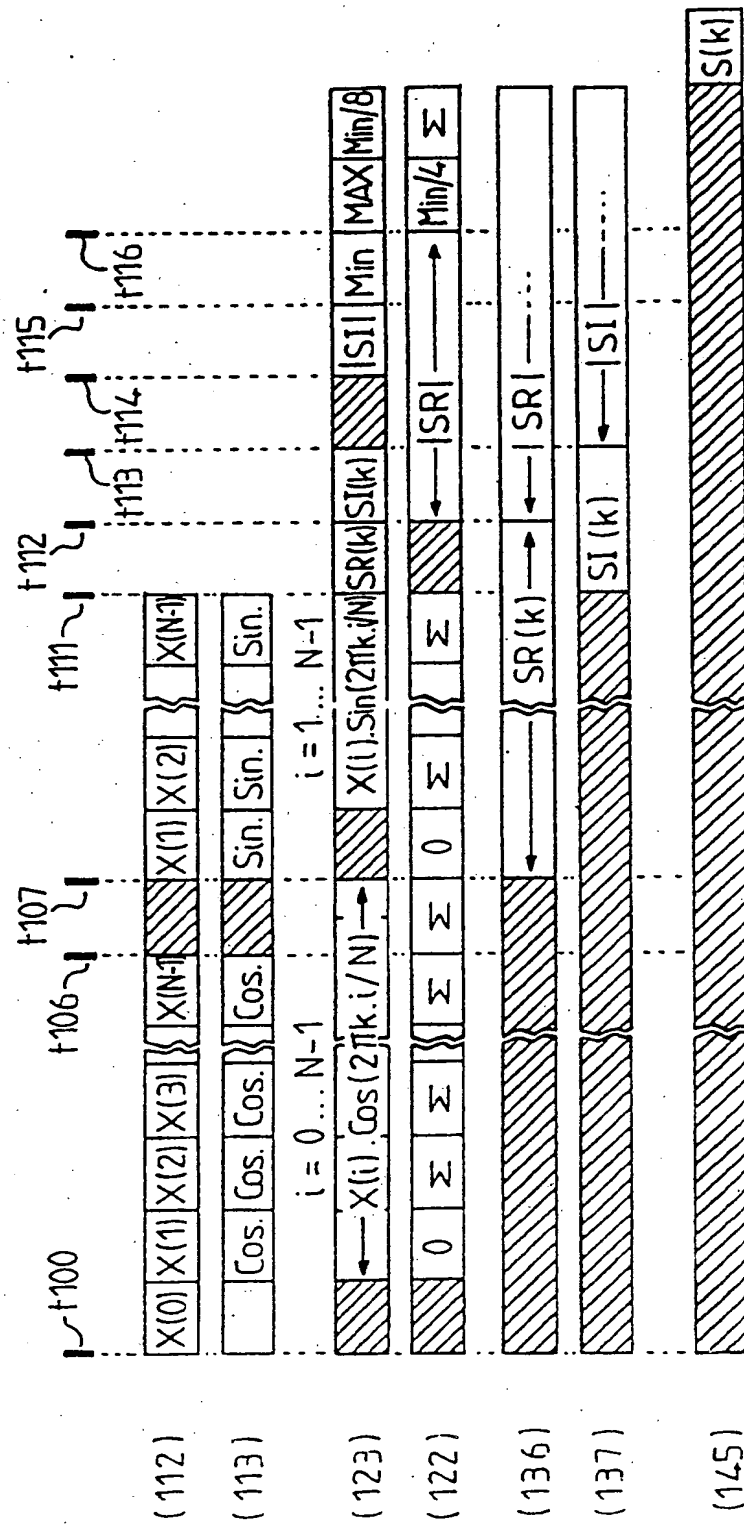 t100 t106 t107 t111 t112 t113 t114 t115 t116
(112) X(0) X(1) X(2) X(3) X(N-1) X(1) X(2) X(N-1)
(113) Cos. Cos. Cos. Cos. Sin. Sin. Sin.
i = 0.... N-1 i = 1.... N-1
(123) X(i).Cos(2πk.i/N) X(i).Sin(2πk.i/N) SR(k) SI(k) |SI| Min MAX Min/8
(122) 0 Σ Σ Σ Σ 0 Σ Σ |SR| Min/4 Σ
(136) SR(k) |SR|
(137) SI(k) |SI|
(145) S(k)